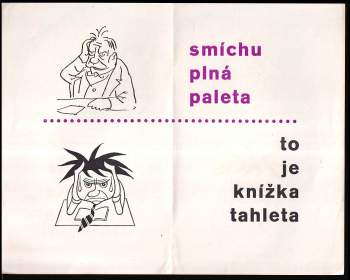 smíchu
plná
paleta
to
je
knížka
tahleta